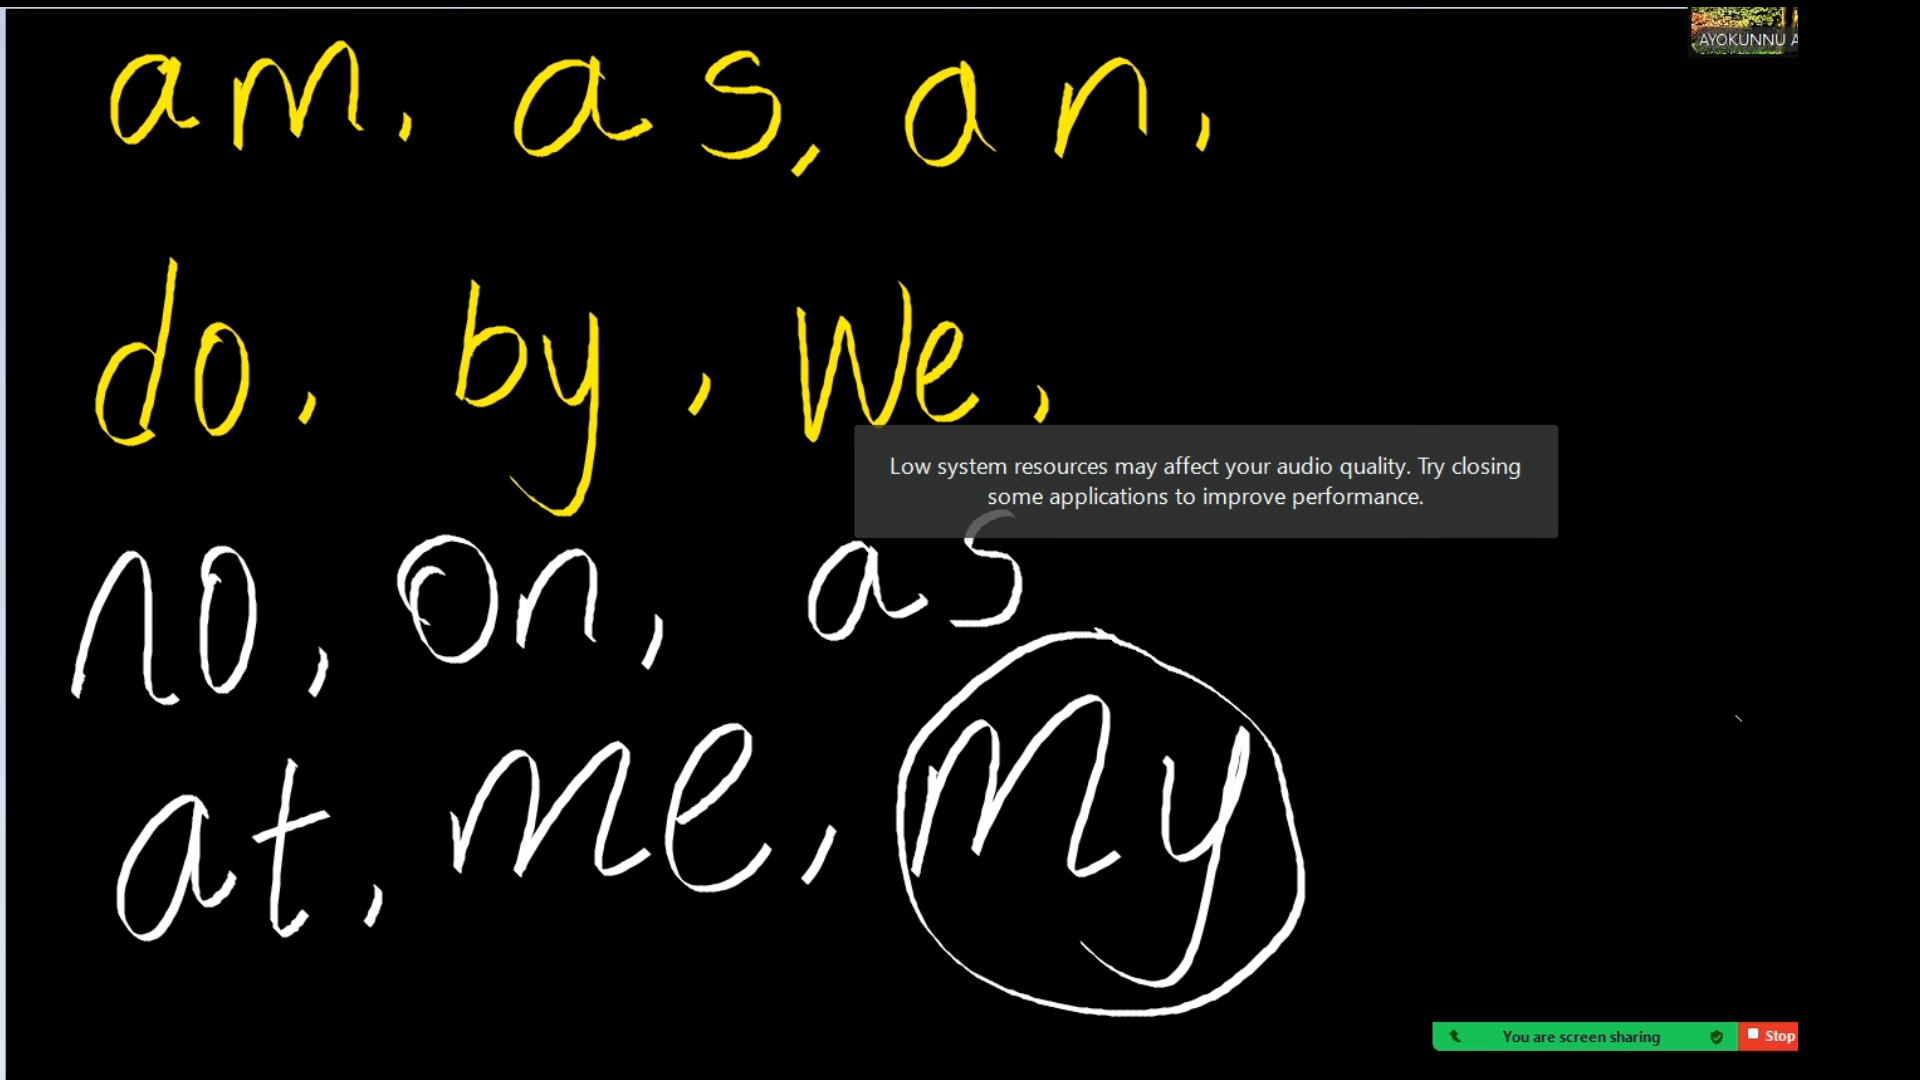 AYOKUNNU A
am, as, an,
do, by, we,
Low system resources may affect your audio quality. Try closing
some applications to improve performance.
no, on, as
at, me, my
You are screen sharing
Stop